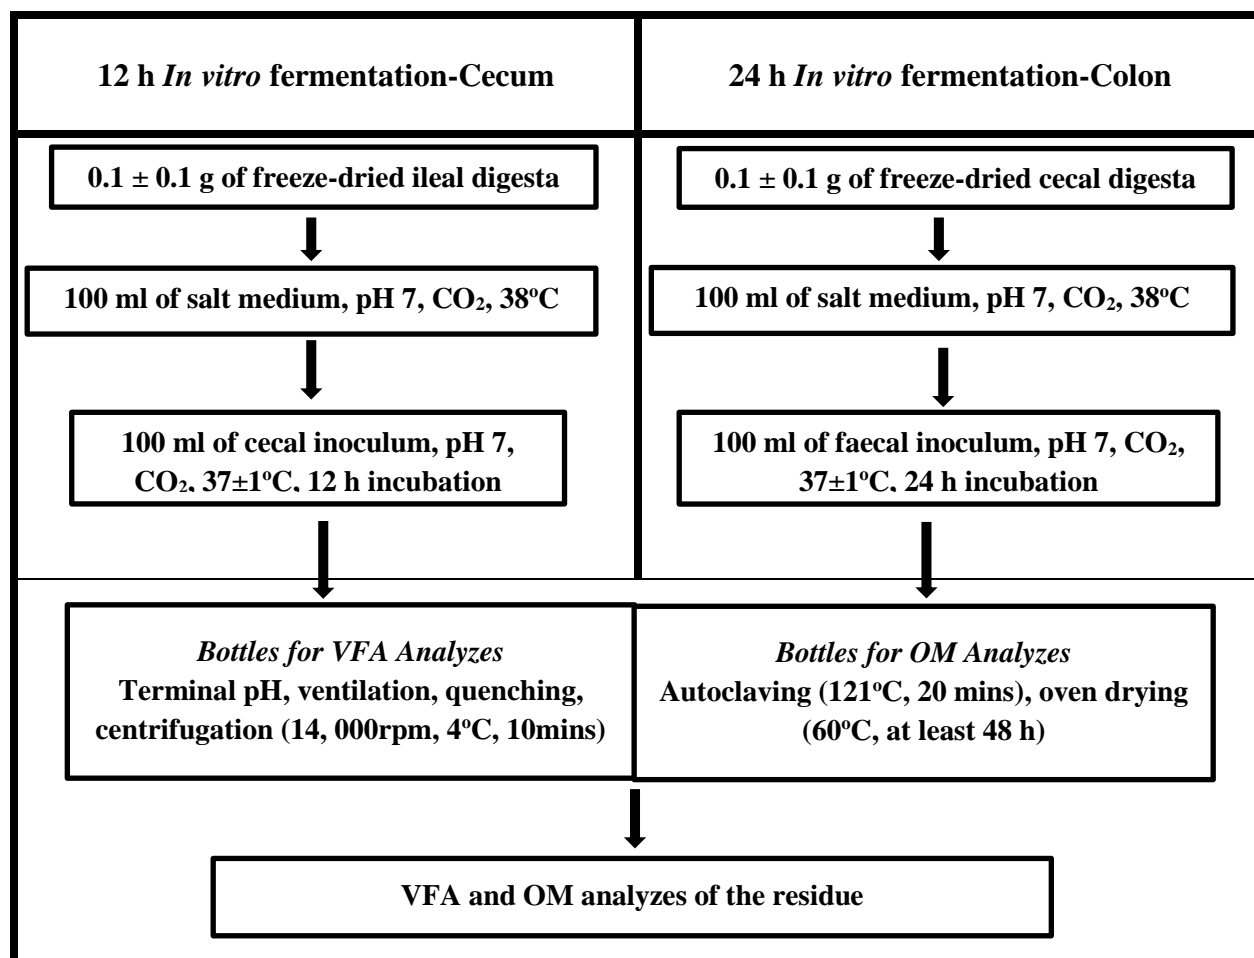 12 h In vitro fermentation-Cecum
24 h In vitro fermentation-Colon
0.1 ± 0.1 g of freeze-dried ileal digesta
0.1 ± 0.1 g of freeze-dried cecal digesta
100 ml of salt medium, pH 7, CO₂, 38ºC
100 ml of salt medium, pH 7, CO₂, 38ºC
100 ml of cecal inoculum, pH 7,
CO₂, 37±1ºC, 12 h incubation
100 ml of faecal inoculum, pH 7, CO₂,
37±1ºC, 24 h incubation
Bottles for VFA Analyzes
Terminal pH, ventilation, quenching,
centrifugation (14, 000rpm, 4ºC, 10mins)
Bottles for OM Analyzes
Autoclaving (121ºC, 20 mins), oven drying
(60ºC, at least 48 h)
VFA and OM analyzes of the residue